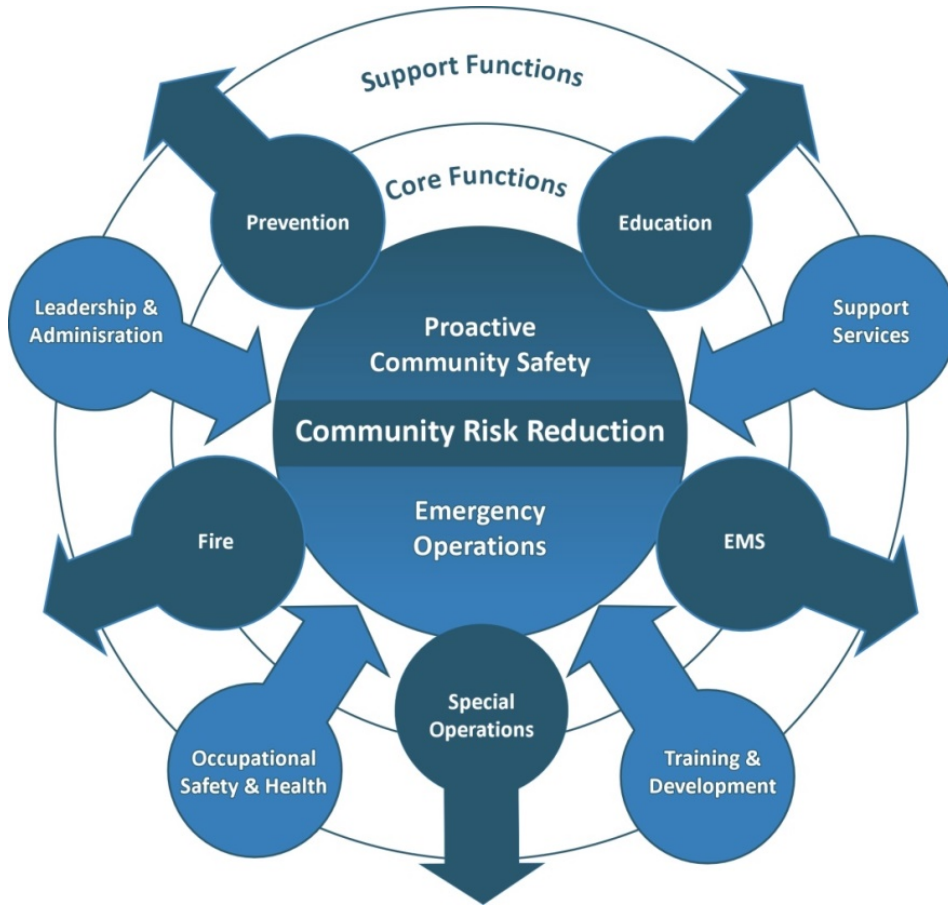 Support Functions
Core Functions
Prevention
Education
Leadership &
Adminisration
Support
Services
Proactive
Community Safety
Community Risk Reduction
Emergency
Operations
Fire
EMS
Special
Operations
Occupational
Safety & Health
Training &
Development